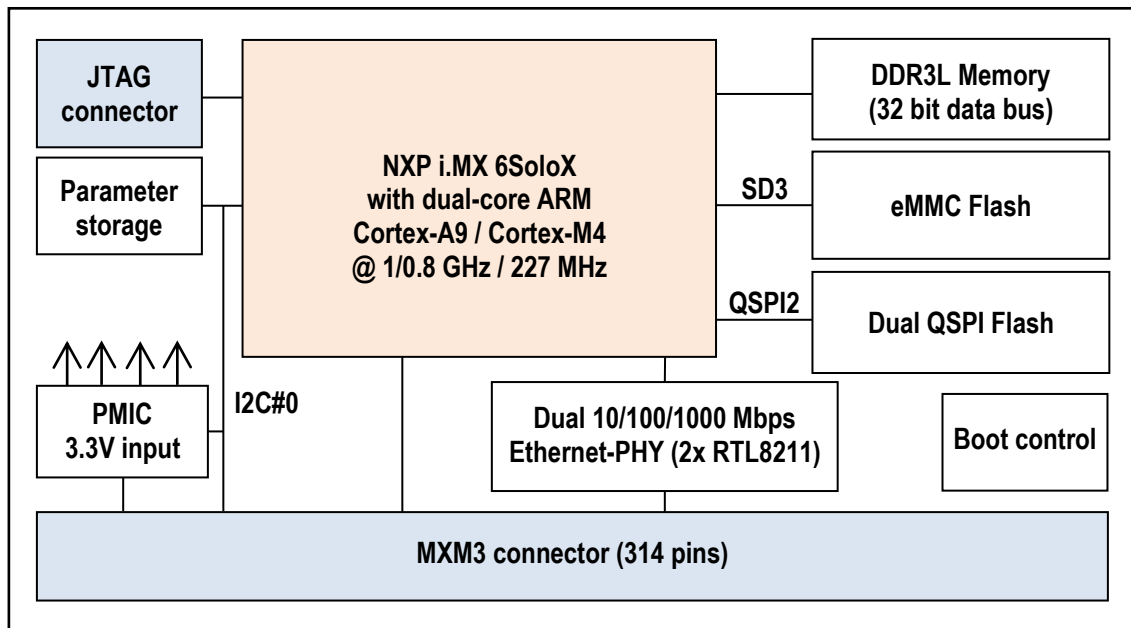 JTAG
connector
Parameter
storage
NXP i.MX 6SoloX
with dual-core ARM
Cortex-A9 / Cortex-M4
@ 1/0.8 GHz / 227 MHz
DDR3L Memory
(32 bit data bus)
SD3
eMMC Flash
QSPI2
Dual QSPI Flash
PMIC
3.3V input
I2C#0
Dual 10/100/1000 Mbps
Ethernet-PHY (2x RTL8211)
Boot control
MXM3 connector (314 pins)